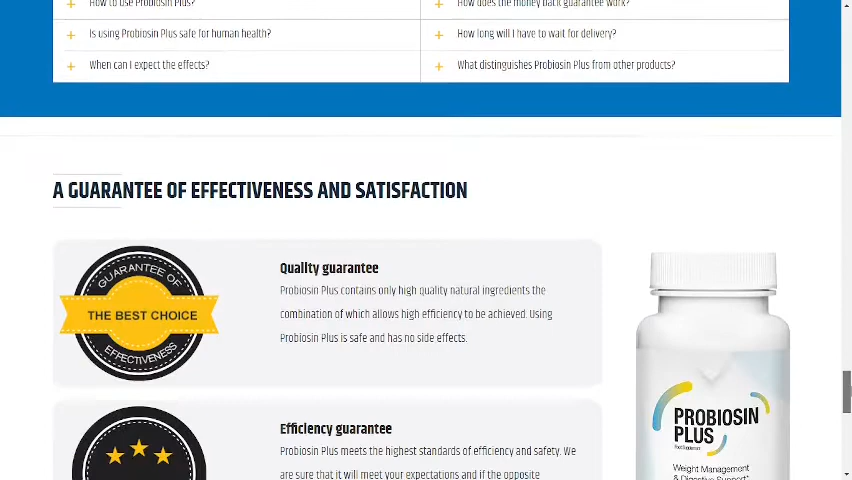 How to use Probiosin Plus?
How does the money back guarantee work?
Is using Probiosin Plus safe for human health?
How long will I have to wait for delivery?
When can I expect the effects?
What distinguishes Probiosin Plus from other products?
A GUARANTEE OF EFFECTIVENESS AND SATISFACTION
GUARANTEE OF
THE BEST CHOICE
EFFECTIVENESS
Quality guarantee
Probiosin Plus contains only high quality natural ingredients the
combination of which allows high efficiency to be achieved. Using
Probiosin Plus is safe and has no side effects.
Efficiency guarantee
Probiosin Plus meets the highest standards of efficiency and safety. We
are sure that it will meet your expectations and if the opposite
PROBIOSIN
PLUS
Food Supplement
Weight Management
& Digestive Support*